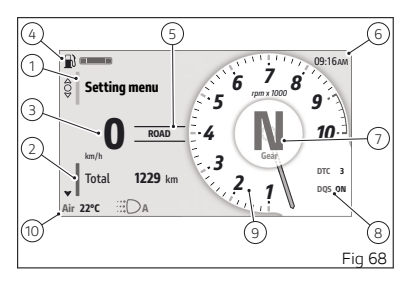 4
5
6
09:16AM
1
Setting menu
rpm x 1000
1
2
3
4
5
6
7
8
9
10
3
0
ROAD
km/h
N
Gear
7
2
Total 1229 km
DTC 3
DQS ON
10
Air 22°C
A
9
8
Fig 68